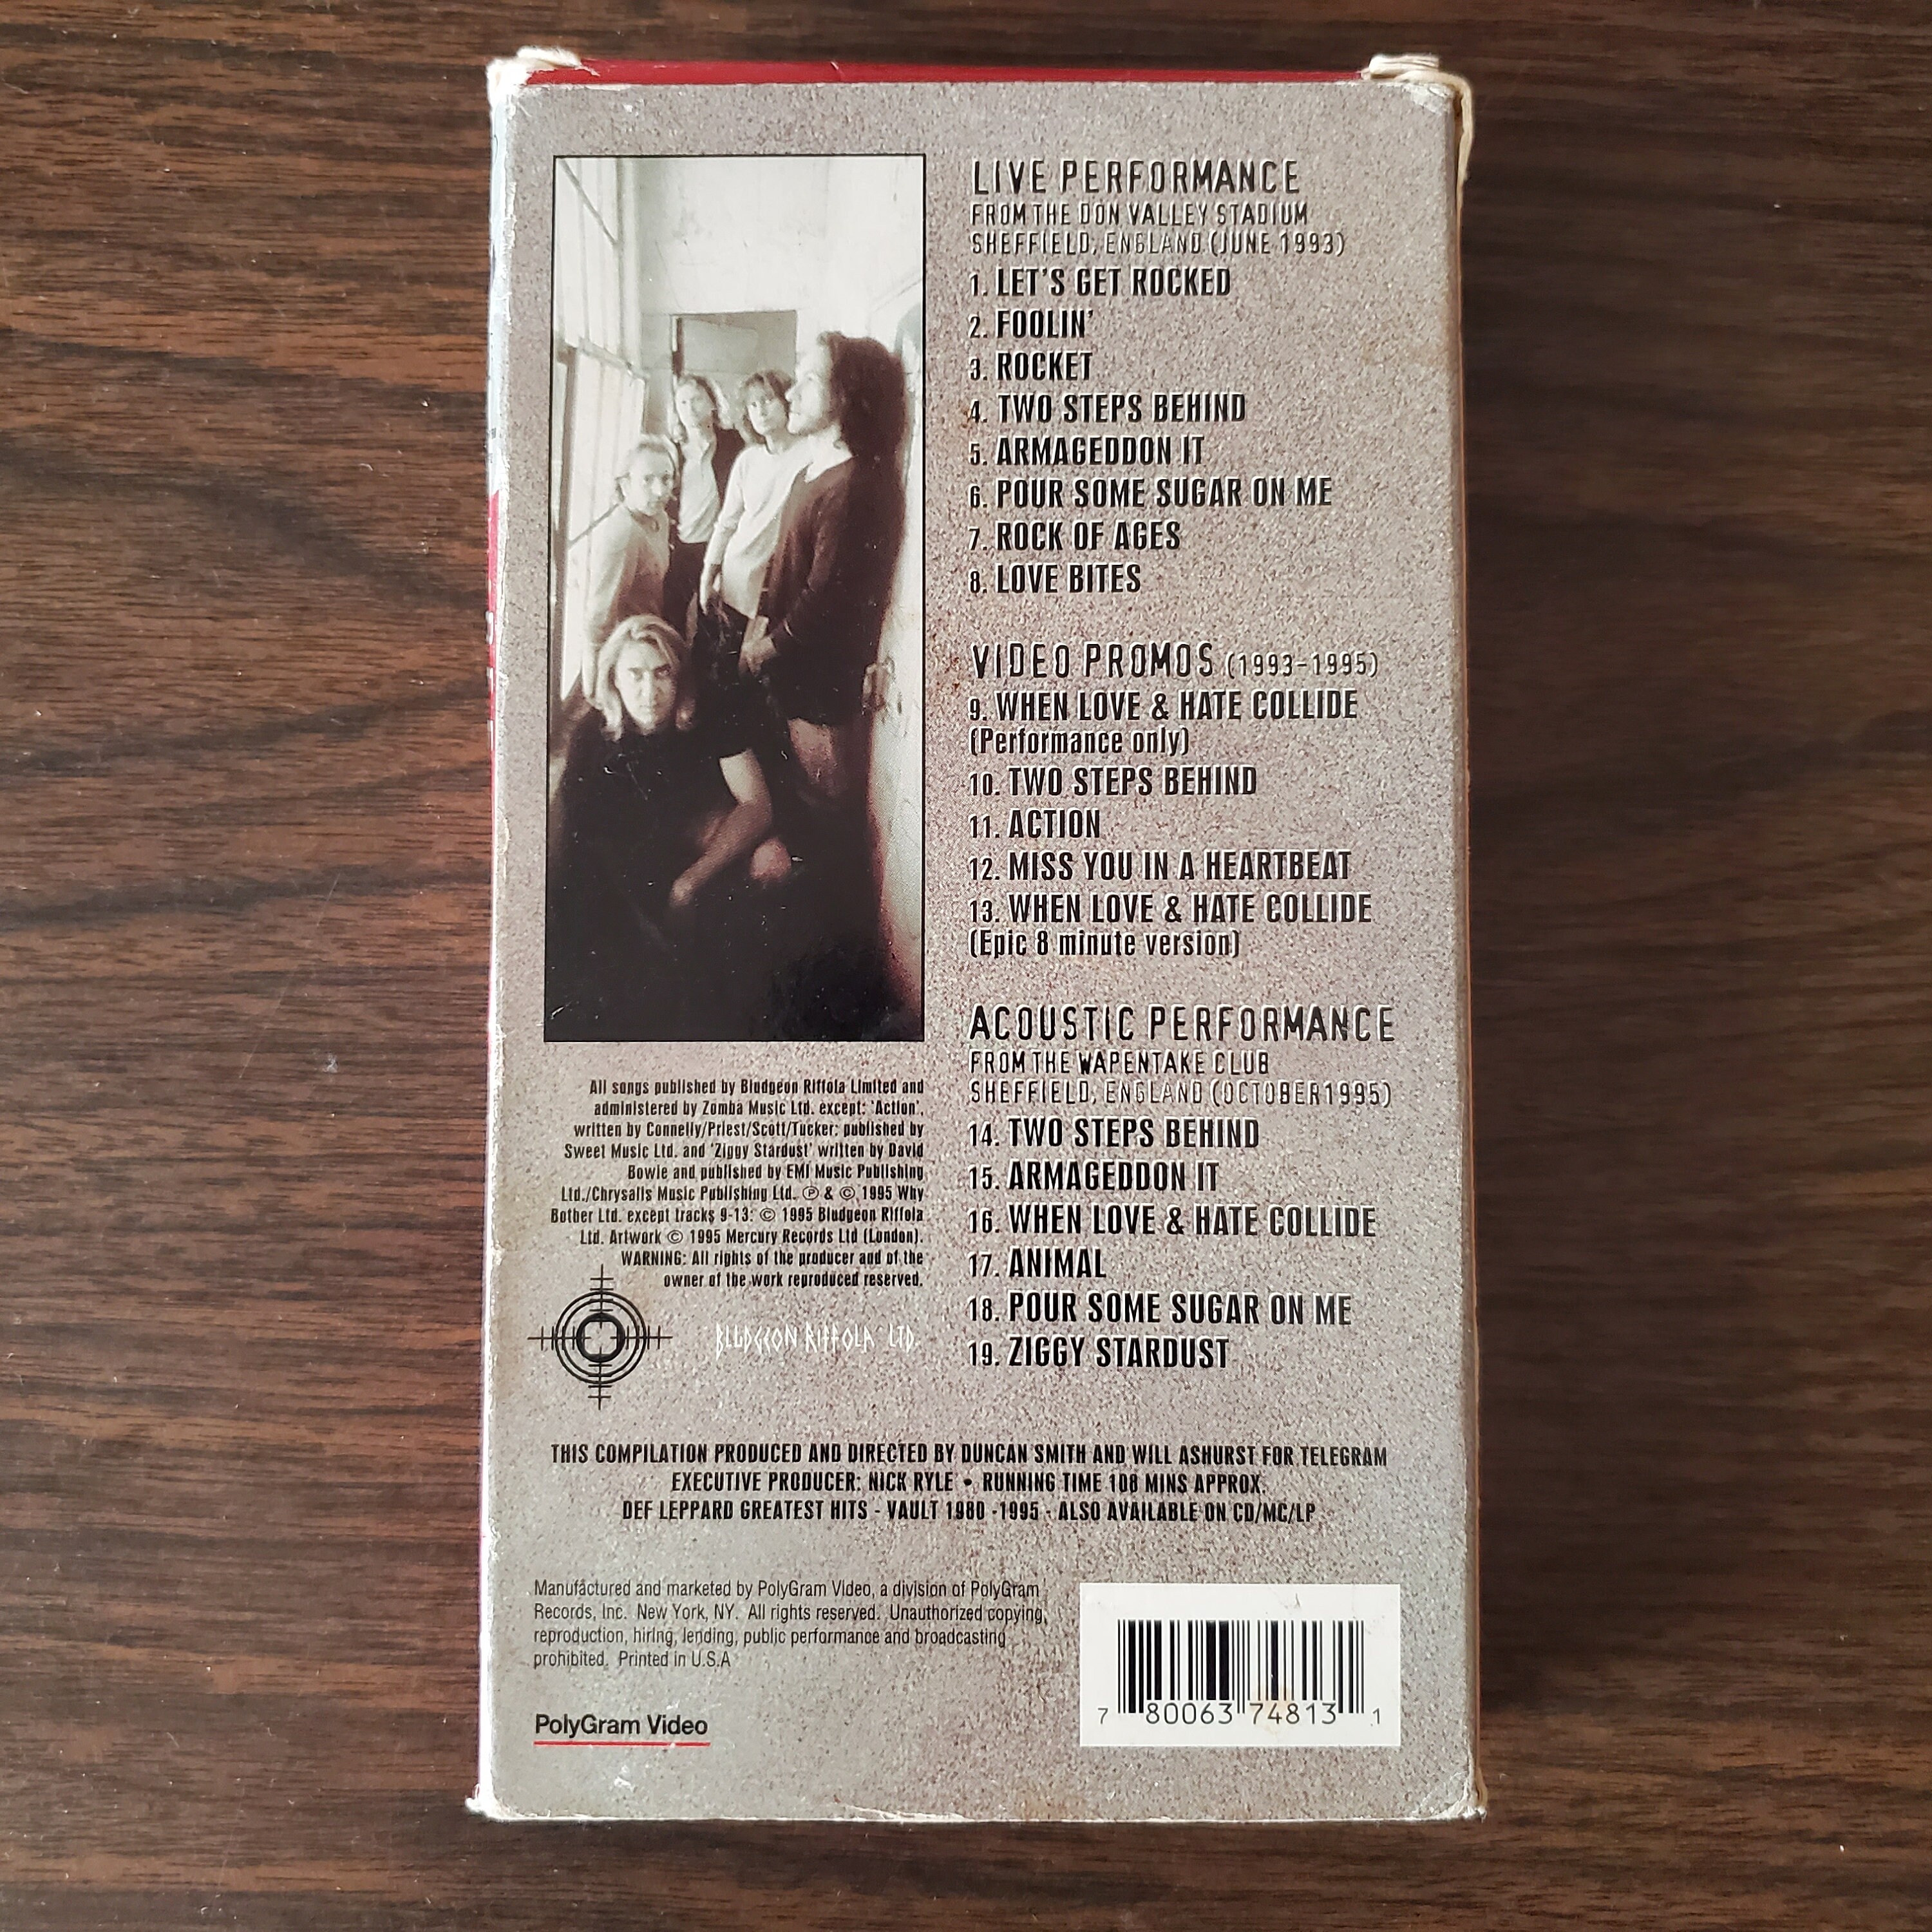 LIVE PERFORMANCE
FROM THE DON VALLEY STADIUM
SHEFFIELD, ENGLAND (JUNE 1993)
1. LET'S GET ROCKED
2. FOOLIN'
3. ROCKET
4. TWO STEPS BEHIND
5. ARMAGEDDON IT
6. POUR SOME SUGAR ON ME
7. ROCK OF AGES
8. LOVE BITES
VIDEO PROMOS (1993-1995)
9. WHEN LOVE & HATE COLLIDE
(Performance only)
10. TWO STEPS BEHIND
11. ACTION
12. MISS YOU IN A HEARTBEAT
13. WHEN LOVE & HATE COLLIDE
(Epic 8 minute version)
ACOUSTIC PERFORMANCE
FROM THE WAPENTAKE CLUB
SHEFFIELD, ENGLAND (OCTOBER 1995)
14. TWO STEPS BEHIND
15. ARMAGEDDON IT
16. WHEN LOVE & HATE COLLIDE
17. ANIMAL
18. POUR SOME SUGAR ON ME
19. ZIGGY STARDUST
All songs published by Bludgeon Riffola Limited and
administered by Zomba Music Ltd. except: 'Action',
written by Connelly/Priest/Scott/Tucker: published by
Sweet Music Ltd. and 'Ziggy Stardust' written by David
Bowie and published by EMI Music Publishing
Ltd./Chrysalis Music Publishing Ltd. ℗ & © 1995 Why
Bother Ltd. except tracks 9-13: © 1995 Bludgeon Riffola
Ltd. Artwork © 1995 Mercury Records Ltd (London).
WARNING: All rights of the producer and of the
owner of the work reproduced reserved.
BLUDGEON RIFFOLA LTD.
THIS COMPILATION PRODUCED AND DIRECTED BY DUNCAN SMITH AND WILL ASHURST FOR TELEGRAM
EXECUTIVE PRODUCER: NICK RYLE • RUNNING TIME 108 MINS APPROX.
DEF LEPPARD GREATEST HITS - VAULT 1980 -1995 - ALSO AVAILABLE ON CD/MC/LP
Manufactured and marketed by PolyGram Video, a division of PolyGram
Records, Inc. New York, NY. All rights reserved. Unauthorized copying,
reproduction, hiring, lending, public performance and broadcasting
prohibited. Printed in U.S.A
PolyGram Video
7 80063 74813 1